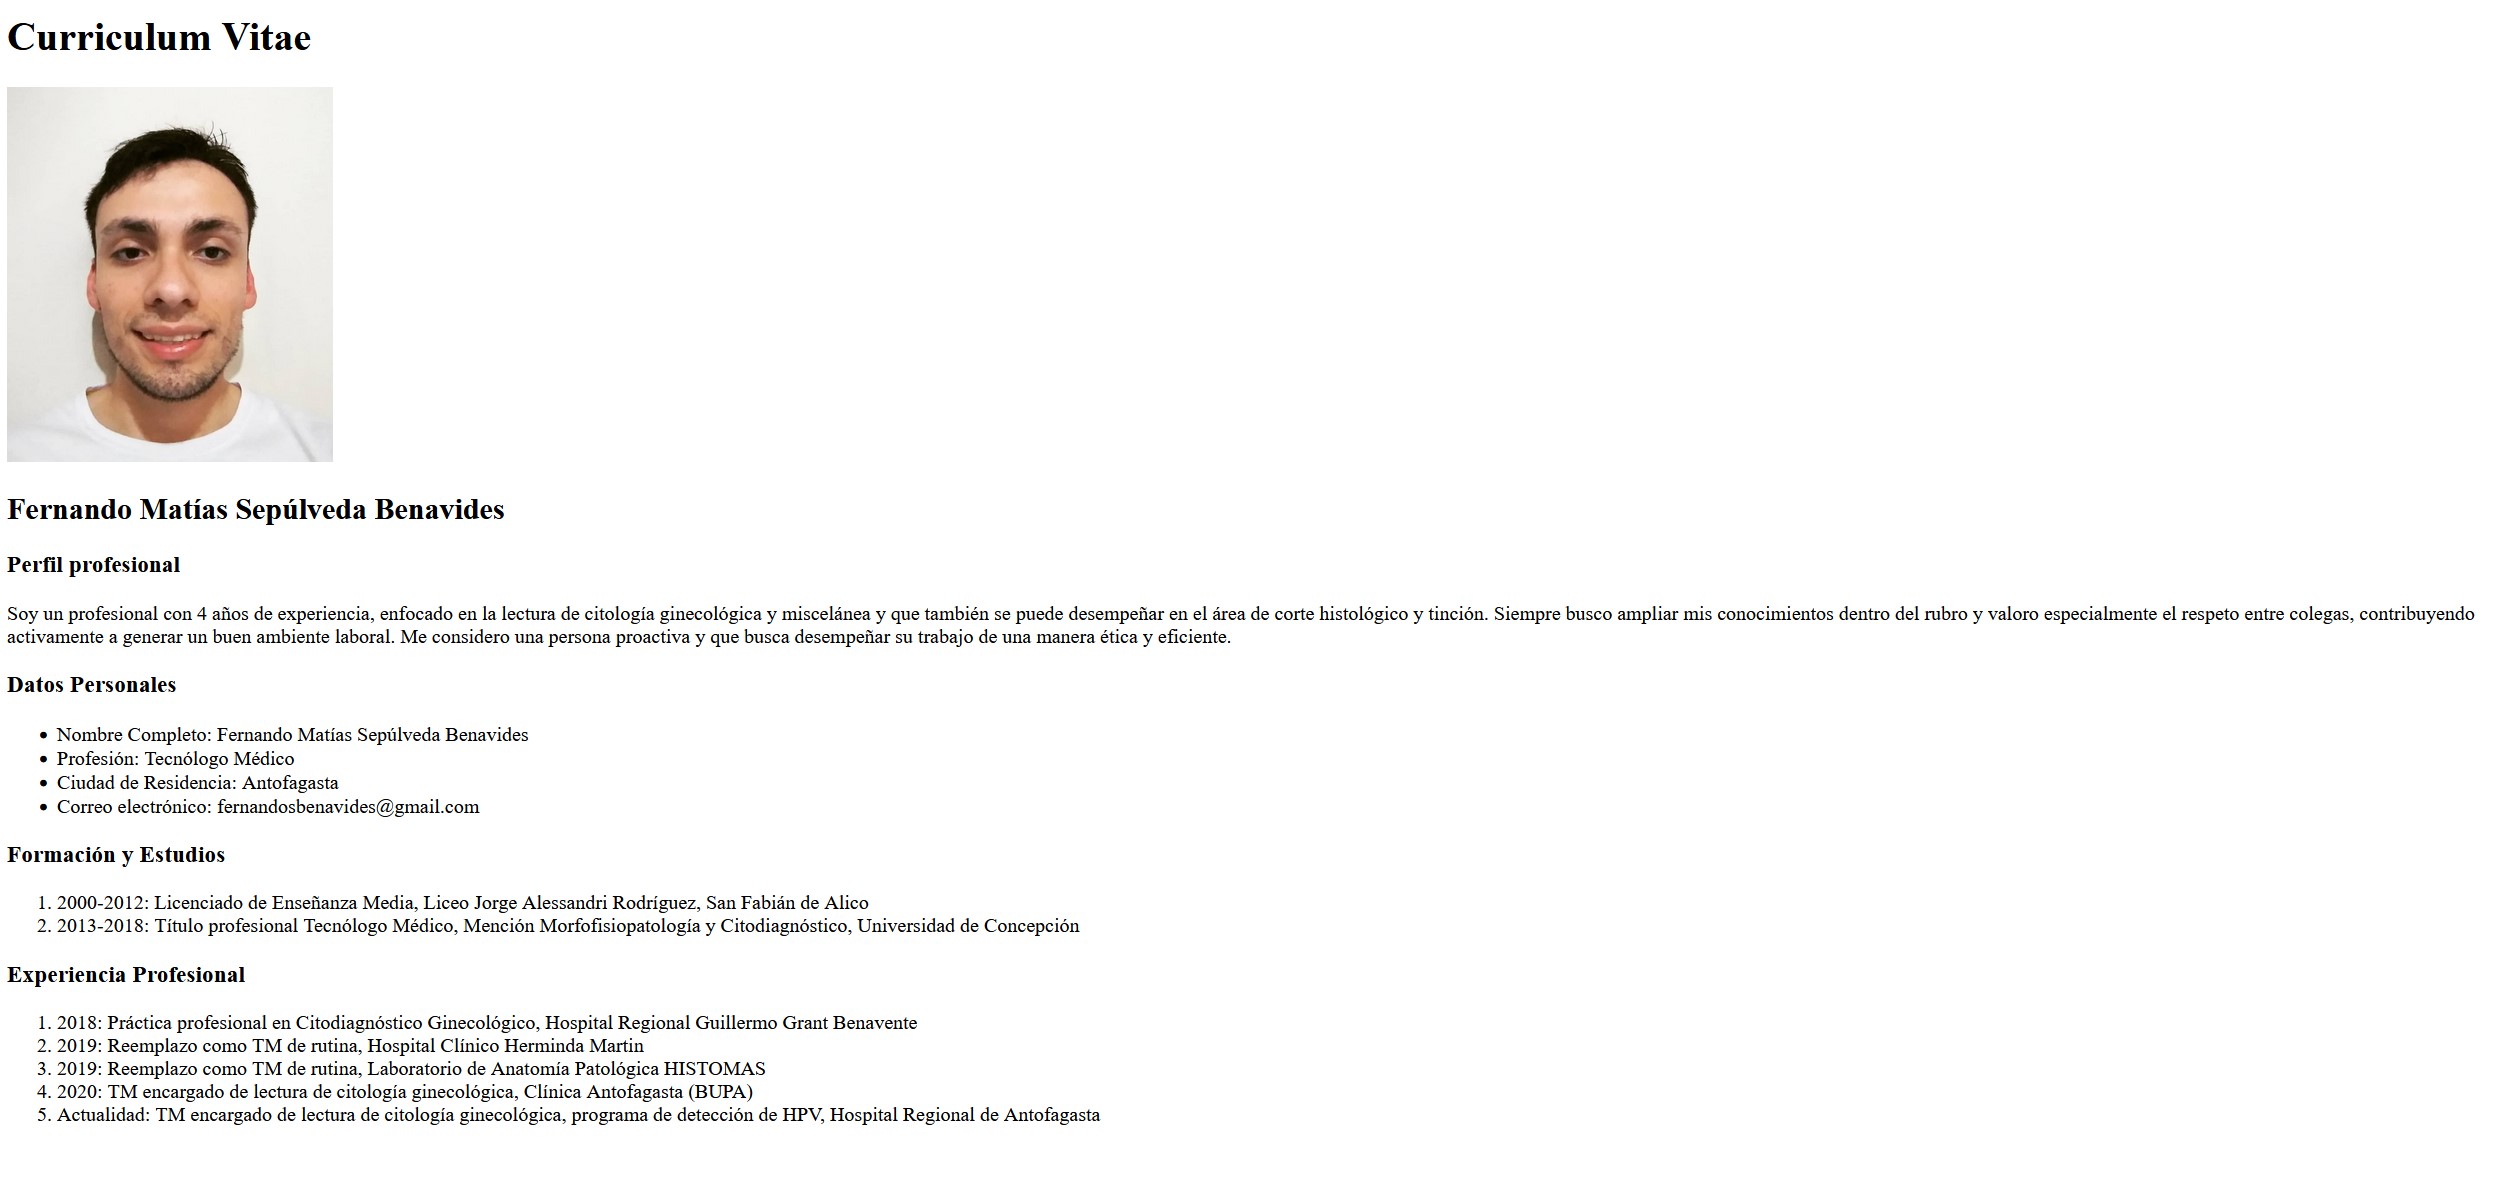 Curriculum Vitae
Fernando Matías Sepúlveda Benavides
Perfil profesional
Soy un profesional con 4 años de experiencia, enfocado en la lectura de citología ginecológica y miscelánea y que también se puede desempeñar en el área de corte histológico y tinción. Siempre busco ampliar mis conocimientos dentro del rubro y valoro especialmente el respeto entre colegas, contribuyendo
activamente a generar un buen ambiente laboral. Me considero una persona proactiva y que busca desempeñar su trabajo de una manera ética y eficiente.
Datos Personales
• Nombre Completo: Fernando Matías Sepúlveda Benavides
• Profesión: Tecnólogo Médico
• Ciudad de Residencia: Antofagasta
• Correo electrónico: fernandosbenavides@gmail.com
Formación y Estudios
1. 2000-2012: Licenciado de Enseñanza Media, Liceo Jorge Alessandri Rodríguez, San Fabián de Alico
2. 2013-2018: Título profesional Tecnólogo Médico, Mención Morfofisiopatología y Citodiagnóstico, Universidad de Concepción
Experiencia Profesional
1. 2018: Práctica profesional en Citodiagnóstico Ginecológico, Hospital Regional Guillermo Grant Benavente
2. 2019: Reemplazo como TM de rutina, Hospital Clínico Herminda Martin
3. 2019: Reemplazo como TM de rutina, Laboratorio de Anatomía Patológica HISTOMAS
4. 2020: TM encargado de lectura de citología ginecológica, Clínica Antofagasta (BUPA)
5. Actualidad: TM encargado de lectura de citología ginecológica, programa de detección de HPV, Hospital Regional de Antofagasta